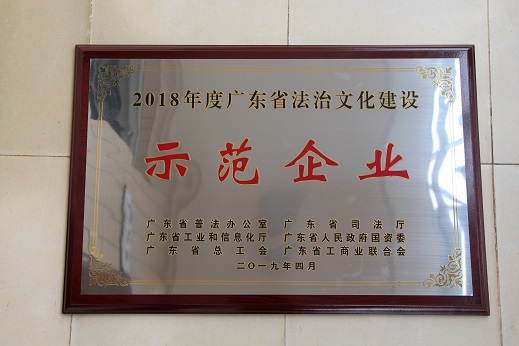 2018年度广东省法治文化建设
示范企业
广东省普法办公室 广东省司法厅
广东省工业和信息化厅 广东省人民政府国资委
广东省总工会 广东省工商业联合会
二〇一九年四月